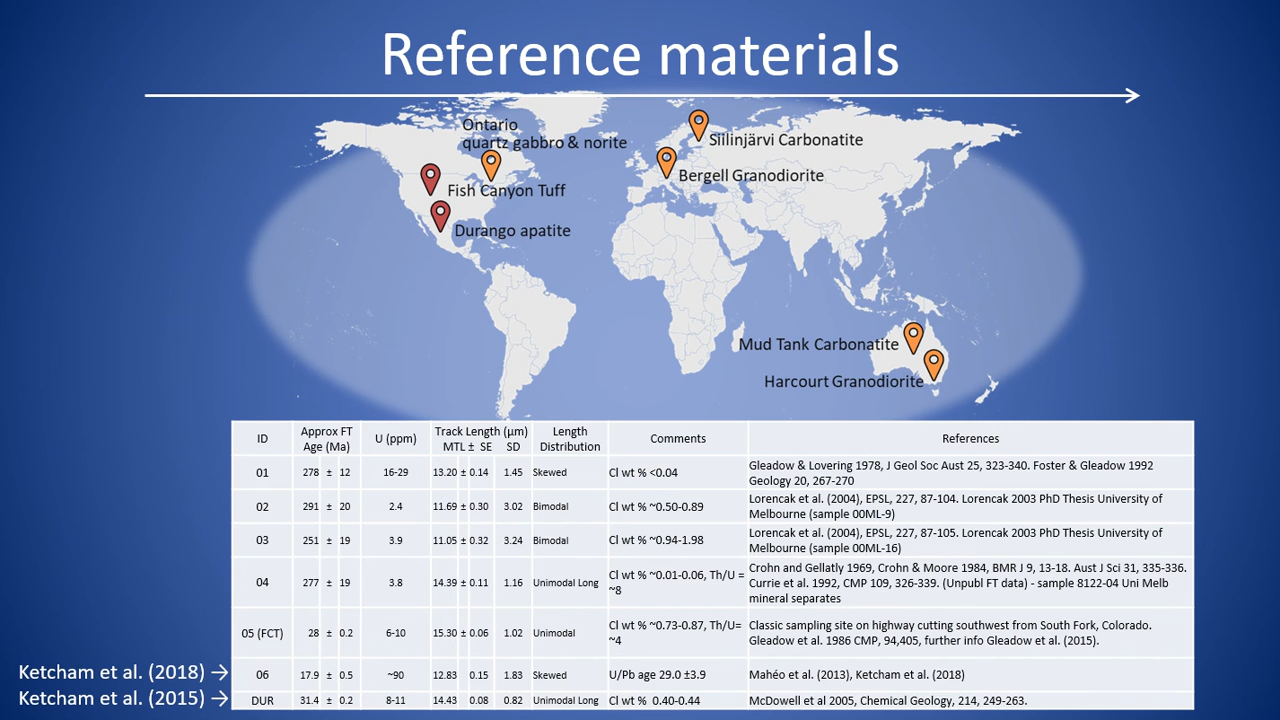 Reference materials
Ontario
quartz gabbro & norite
Siilinjärvi Carbonatite
Bergell Granodiorite
Fish Canyon Tuff
Durango apatite
Mud Tank Carbonatite
Harcourt Granodiorite
ID Approx FT Age (Ma) U (ppm) Track Length (µm) MTL ± SE SD Length Distribution Comments References
01 278 ± 12 16-29 13.20 ± 0.14 1.45 Skewed Cl wt % <0.04 Gleadow & Lovering 1978, J Geol Soc Aust 25, 323-340. Foster & Gleadow 1992
Geology 20, 267-270
02 291 ± 20 2.4 11.69 ± 0.30 3.02 Bimodal Cl wt % ~0.50-0.89 Lorencak et al. (2004), EPSL, 227, 87-104. Lorencak 2003 PhD Thesis University of
Melbourne (sample 00ML-9)
03 251 ± 19 3.9 11.05 ± 0.32 3.24 Bimodal Cl wt % ~0.94-1.98 Lorencak et al. (2004), EPSL, 227, 87-105. Lorencak 2003 PhD Thesis University of
Melbourne (sample 00ML-16)
04 277 ± 19 3.8 14.39 ± 0.11 1.16 Unimodal Long Cl wt % ~0.01-0.06, Th/U = ~8 Crohn and Gellatly 1969, Crohn & Moore 1984, BMR J 9, 13-18. Aust J Sci 31, 335-336.
Currie et al. 1992, CMP 109, 326-339. (Unpubl FT data) - sample 8122-04 Uni Melb
mineral separates
05 (FCT) 28 ± 0.2 6-10 15.30 ± 0.06 1.02 Unimodal Cl wt % ~0.73-0.87, Th/U= ~4 Classic sampling site on highway cutting southwest from South Fork, Colorado.
Gleadow et al. 1986 CMP, 94,405, further info Gleadow et al. (2015).
Ketcham et al. (2018) → 06 17.9 ± 0.5 ~90 12.83 0.15 1.83 Skewed U/Pb age 29.0 ±3.9 Mahéo et al. (2013), Ketcham et al. (2018)
Ketcham et al. (2015) → DUR 31.4 ± 0.2 8-11 14.43 0.08 0.82 Unimodal Long Cl wt % 0.40-0.44 McDowell et al 2005, Chemical Geology, 214, 249-263.